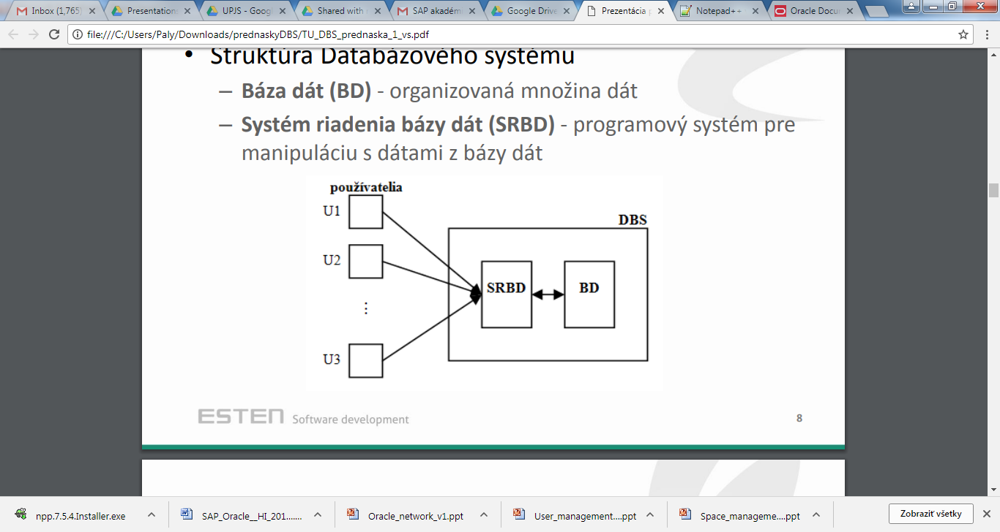 Inbox (1,765)
Presentations
UPJS - Goog
Shared with
SAP akadémi
Google Drive
Prezentácia p
Notepad++
Oracle Docum
file:///C:/Users/Paly/Downloads/prednaskyDBS/TU_DBS_prednaska_1_vs.pdf
• Štruktúra Databázového systému
– Báza dát (BD) - organizovaná množina dát
– Systém riadenia bázy dát (SRBD) - programový systém pre
manipuláciu s dátami z bázy dát
používatelia
U1
DBS
U2
SRBD
BD
⋮
U3
ESTEN Software development
8
npp.7.5.4.Installer.exe
SAP_Oracle__HI_201.......
Oracle_network_v1.ppt
User_management....ppt
Space_manageme....ppt
Zobraziť všetky